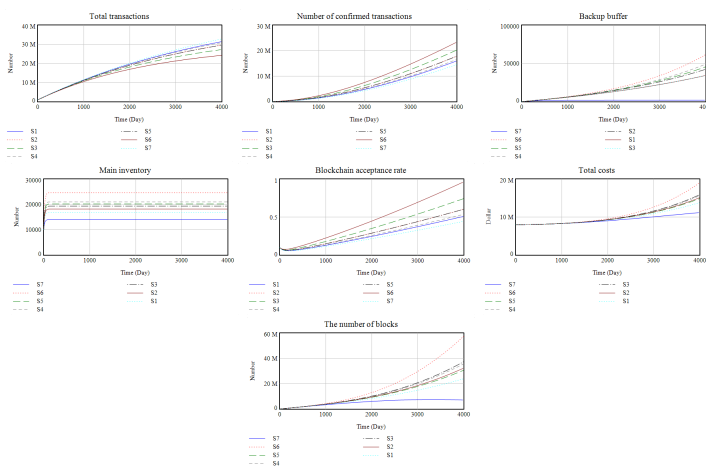 Total transactions
40 M
30 M
20 M
10 M
0
Number
0 1000 2000 3000 4000
Time (Day)
S1 S5
S2 S6
S3 S7
S4
Number of confirmed transactions
30 M
20 M
10 M
0
Number
0 1000 2000 3000 4000
Time (Day)
S1 S5
S2 S6
S3 S7
S4
Backup buffer
100000
50000
0
Number
0 1000 2000 3000 4000
Time (Day)
S7 S2
S6 S1
S5 S3
S4
Main inventory
30000
20000
10000
0
Number
0 1000 2000 3000 4000
Time (Day)
S7 S3
S6 S2
S5 S1
S4
Blockchain acceptance rate
1
0.5
0
Number
0 1000 2000 3000 4000
Time (Day)
S1 S5
S2 S6
S3 S7
S4
Total costs
20 M
10 M
0
Dollar
0 1000 2000 3000 4000
Time (Day)
S7 S3
S6 S2
S5 S1
S4
The number of blocks
60 M
40 M
20 M
0
Number
0 1000 2000 3000 4000
Time (Day)
S7 S3
S6 S2
S5 S1
S4